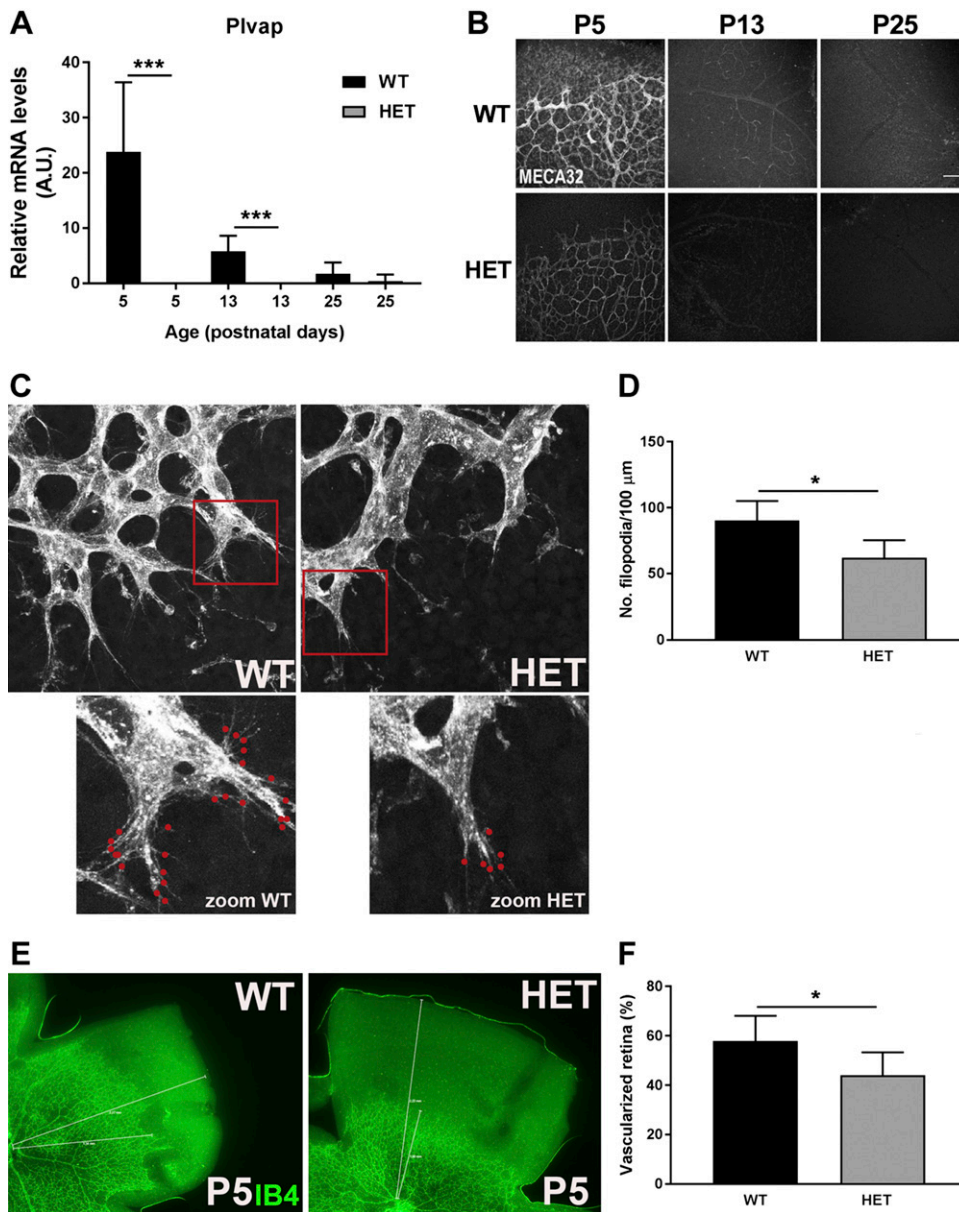 A
Plvap
Relative mRNA levels
(A.U.)
40
30
20
10
0
***
***
WT
HET
5
5
13
13
25
25
Age (postnatal days)
B
P5
P13
P25
WT
MECA32
HET
C
WT
HET
zoom WT
zoom HET
D
No. filopodia/100 μm
150
100
50
0
*
WT
HET
E
WT
P5 IB4
HET
P5
F
Vascularized retina (%)
80
60
40
20
0
*
WT
HET